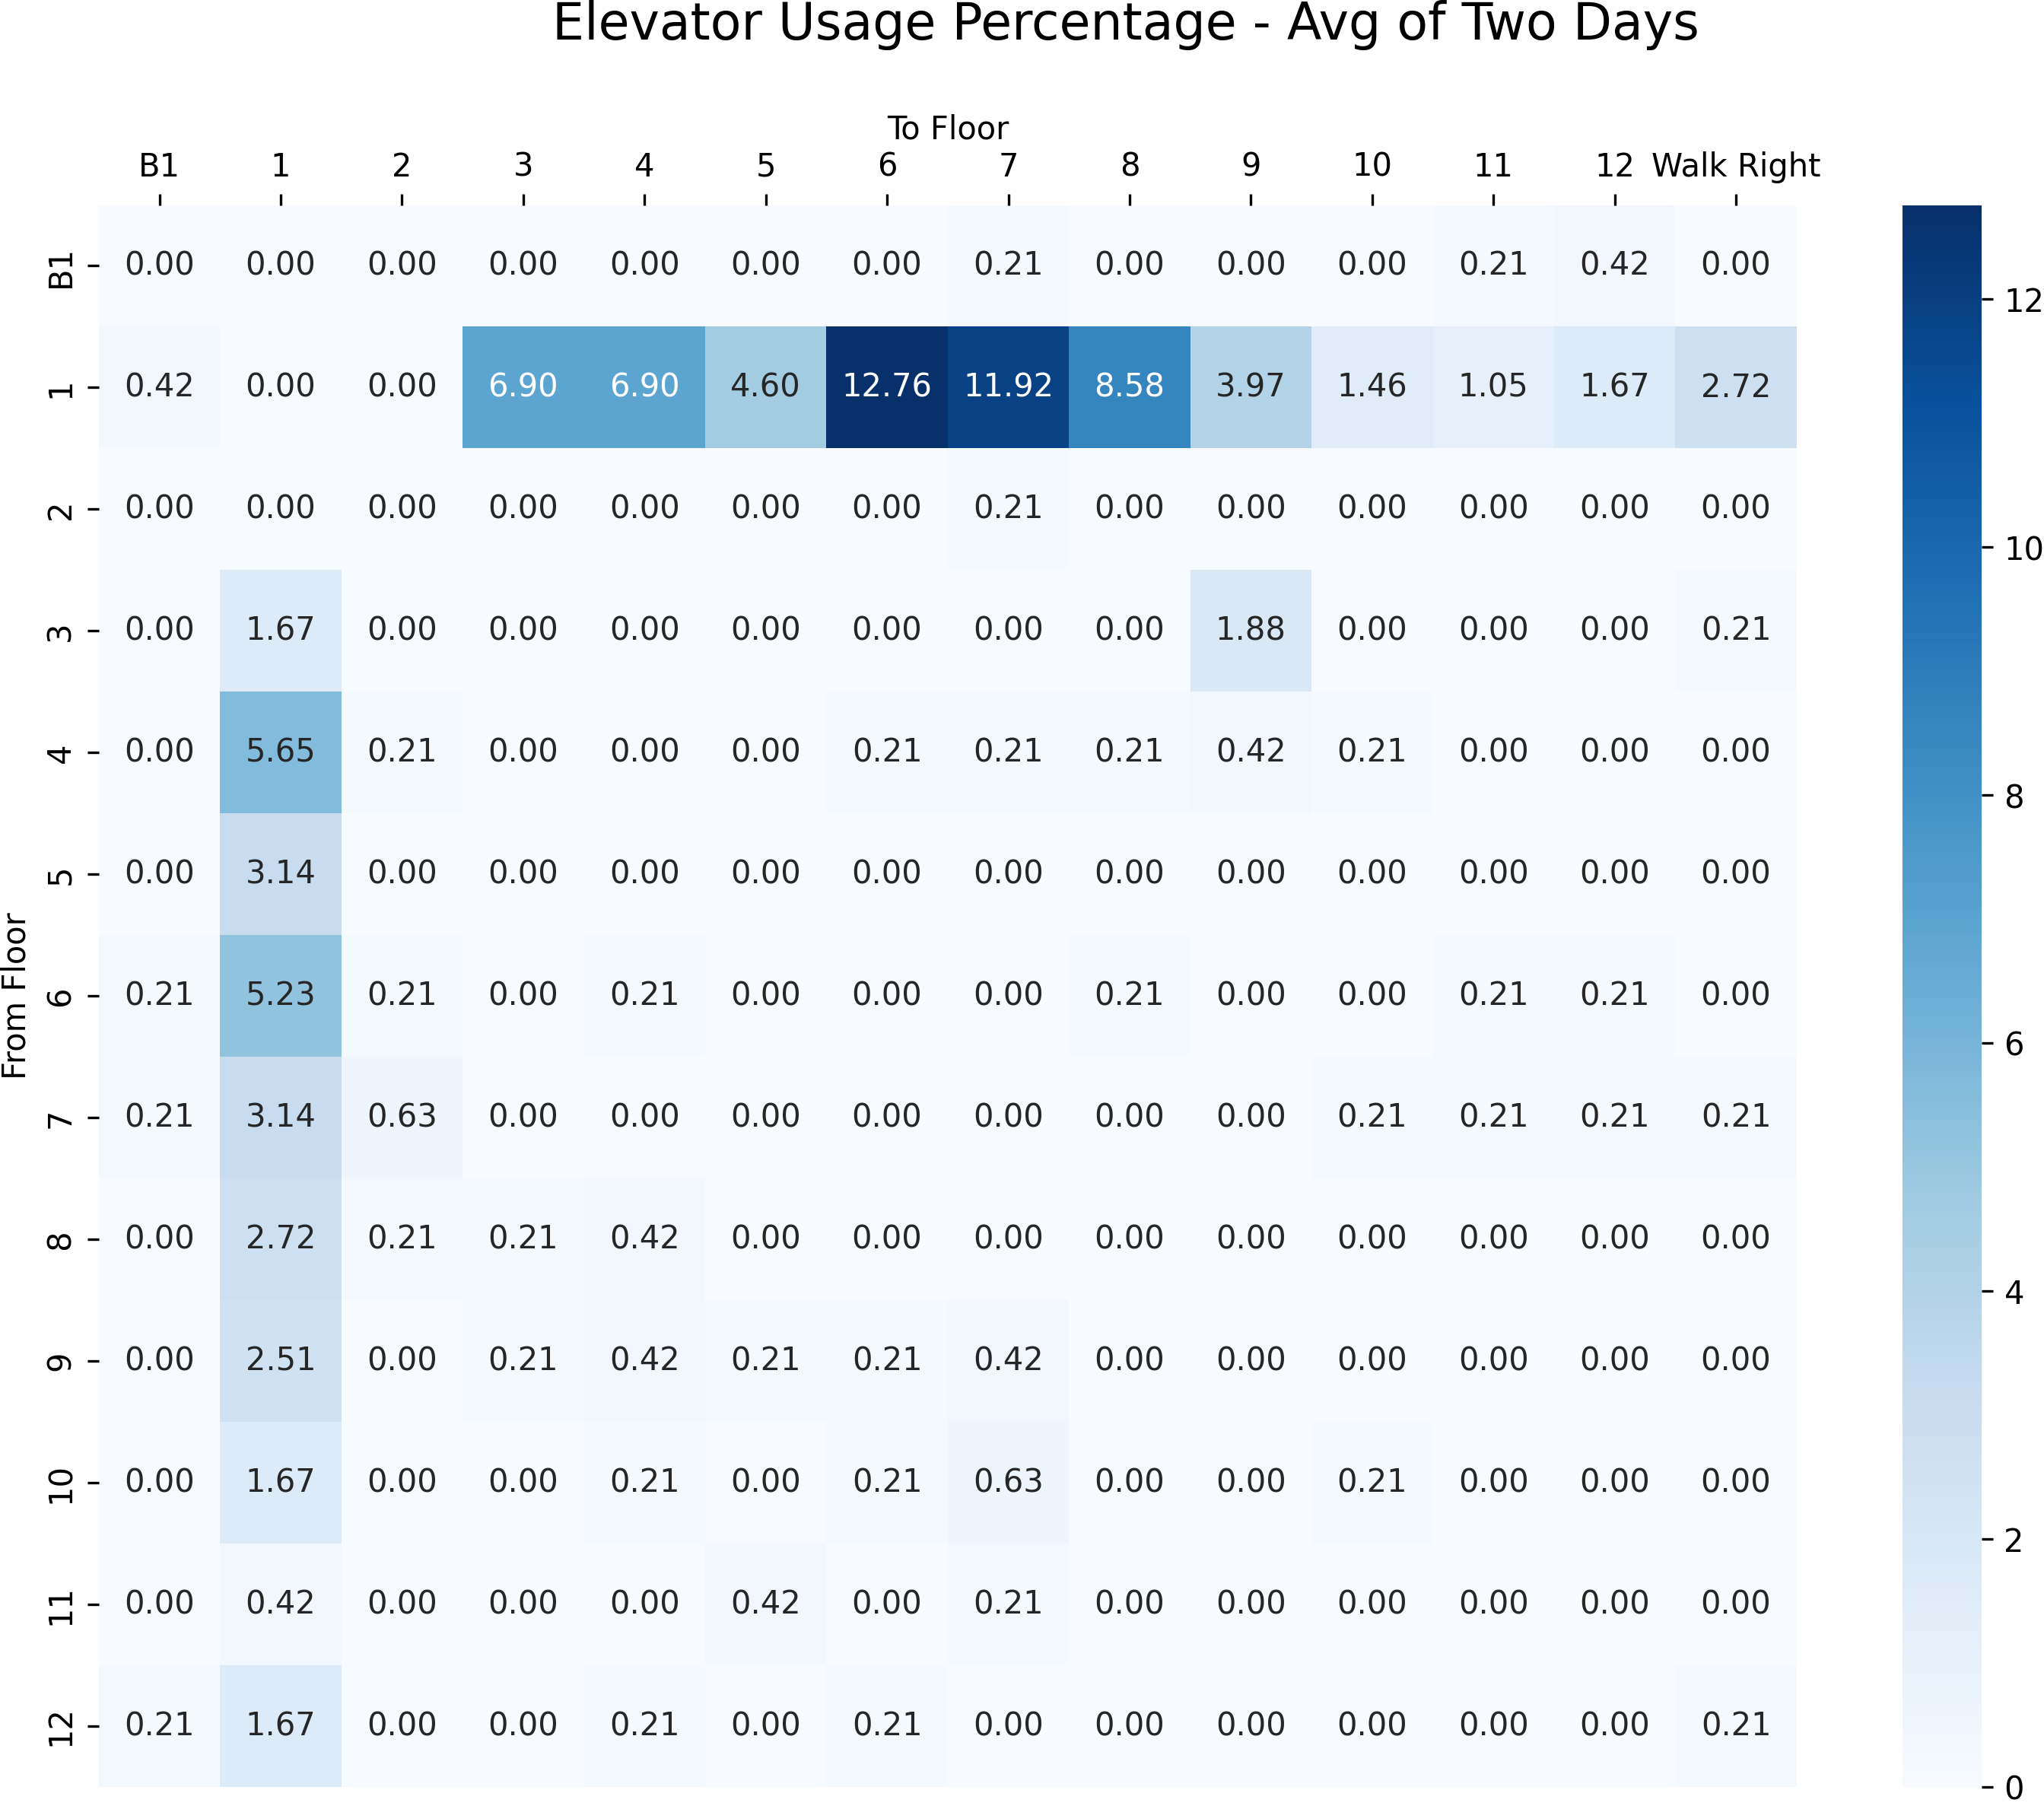 Elevator Usage Percentage - Avg of Two Days
To Floor
B1 1 2 3 4 5 6 7 8 9 10 11 12 Walk Right
From Floor
B1 0.00 0.00 0.00 0.00 0.00 0.00 0.00 0.21 0.00 0.00 0.00 0.21 0.42 0.00
1 0.42 0.00 0.00 6.90 6.90 4.60 12.76 11.92 8.58 3.97 1.46 1.05 1.67 2.72
2 0.00 0.00 0.00 0.00 0.00 0.00 0.00 0.21 0.00 0.00 0.00 0.00 0.00 0.00
3 0.00 1.67 0.00 0.00 0.00 0.00 0.00 0.00 0.00 1.88 0.00 0.00 0.00 0.21
4 0.00 5.65 0.21 0.00 0.00 0.00 0.21 0.21 0.21 0.42 0.21 0.00 0.00 0.00
5 0.00 3.14 0.00 0.00 0.00 0.00 0.00 0.00 0.00 0.00 0.00 0.00 0.00 0.00
6 0.21 5.23 0.21 0.00 0.21 0.00 0.00 0.00 0.21 0.00 0.00 0.21 0.21 0.00
7 0.21 3.14 0.63 0.00 0.00 0.00 0.00 0.00 0.00 0.00 0.21 0.21 0.21 0.21
8 0.00 2.72 0.21 0.21 0.42 0.00 0.00 0.00 0.00 0.00 0.00 0.00 0.00 0.00
9 0.00 2.51 0.00 0.21 0.42 0.21 0.21 0.42 0.00 0.00 0.00 0.00 0.00 0.00
10 0.00 1.67 0.00 0.00 0.21 0.00 0.21 0.63 0.00 0.00 0.21 0.00 0.00 0.00
11 0.00 0.42 0.00 0.00 0.00 0.42 0.00 0.21 0.00 0.00 0.00 0.00 0.00 0.00
12 0.21 1.67 0.00 0.00 0.21 0.00 0.21 0.00 0.00 0.00 0.00 0.00 0.00 0.21
12
10
8
6
4
2
0